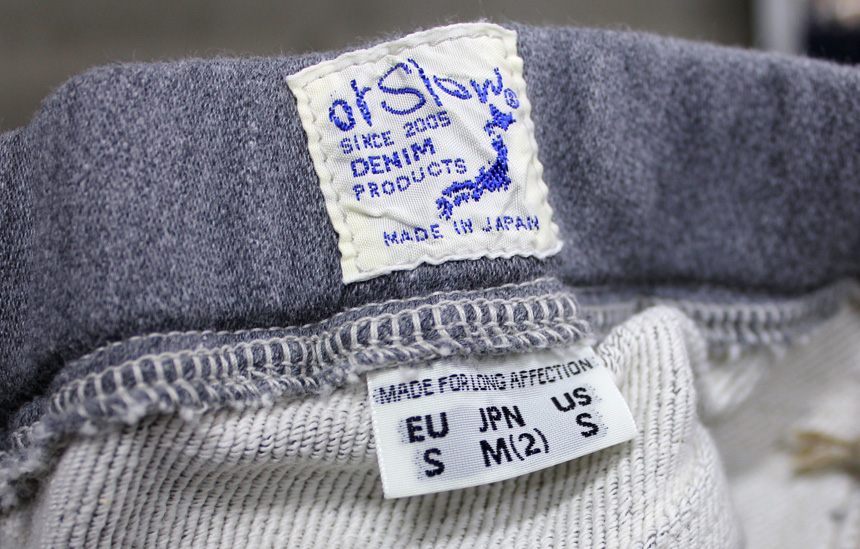 orSlow®
SINCE 2005
DENIM
PRODUCTS
MADE IN JAPAN
MADE FOR LONG AFFECTION
EU JPN US
S M(2) S